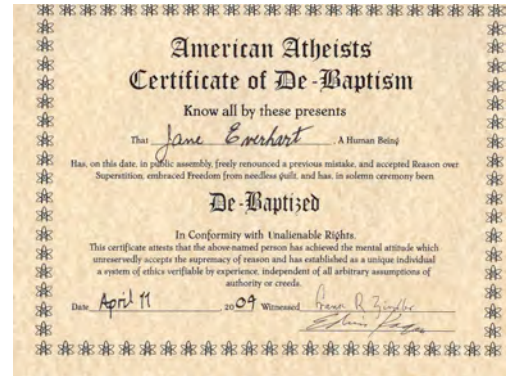 American Atheists
Certificate of De-Baptism
Know all by these presents
That Jane Everhart, A Human Being
Has, on this date, in public assembly, freely renounced a previous mistake, and accepted Reason over
Superstition, embraced Freedom from needless guilt, and has, in solemn ceremony been
De-Baptized
In Conformity with Unalienable Rights.
This certificate attests that the above-named person has achieved the mental attitude which
unreservedly accepts the supremacy of reason and has established as a unique individual
a system of ethics verifiable by experience, independent of all arbitrary assumptions of
authority or creeds.
Date April 11, 2009 Witnessed Frank R. Zindler